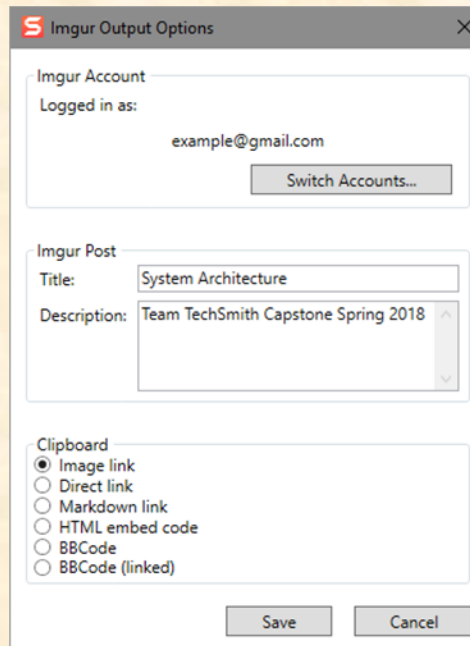 Imgur Output Options
Imgur Account
Logged in as:
example@gmail.com
Switch Accounts...
Imgur Post
Title: System Architecture
Description: Team TechSmith Capstone Spring 2018
Clipboard
Image link
Direct link
Markdown link
HTML embed code
BBCode
BBCode (linked)
Save Cancel